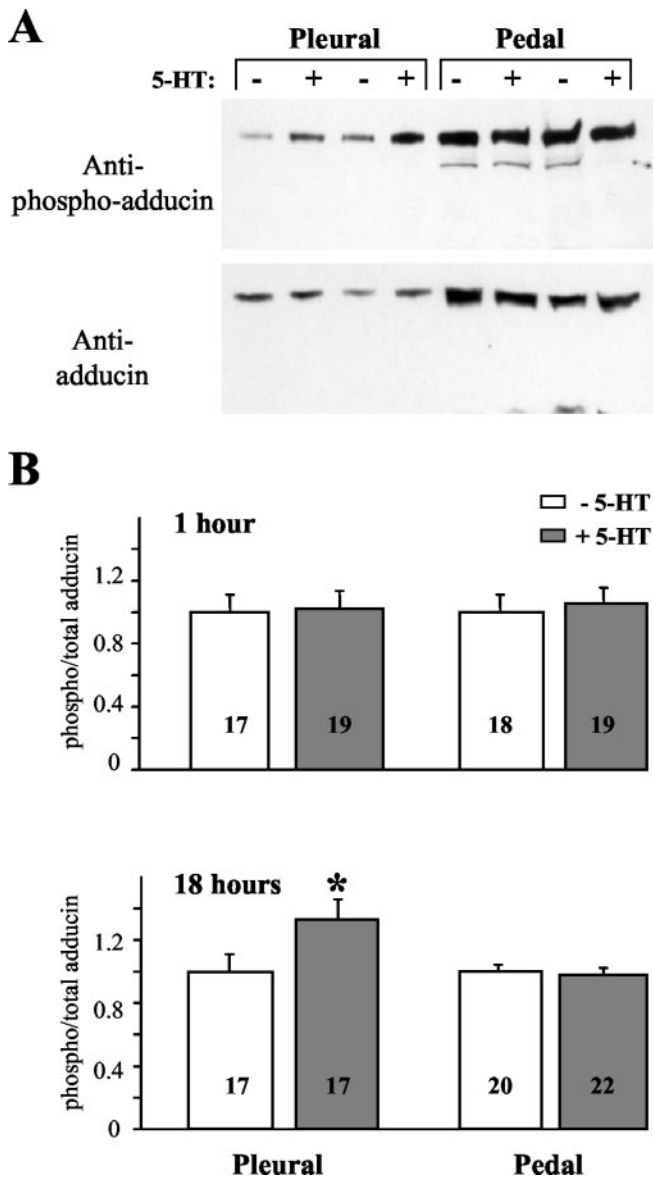 A
Pleural Pedal
5-HT: - + - + - + - +
Anti-
phospho-adducin
Anti-
adducin
B
- 5-HT
+ 5-HT
1 hour
phospho/total adducin
1.2
0.8
0.4
0
17 19 18 19
18 hours
*
phospho/total adducin
1.2
0.8
0.4
0
17 17 20 22
Pleural Pedal